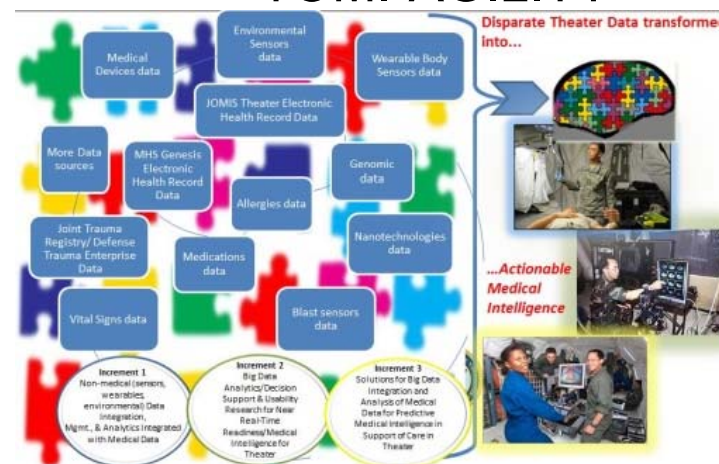 Disparate Theater Data transformed
into...
Environmental
Sensors
data
Medical
Devices data
Wearable Body
Sensors data
JOMIS Theater Electronic
Health Record Data
More Data
sources
MHS Genesis
Electronic
Health Record
Data
Genomic
data
Allergies data
Joint Trauma
Registry/ Defense
Trauma Enterprise
Data
Medications
data
Nanotechnologies
data
...Actionable
Medical
Intelligence
Vital Signs data
Blast sensors
data
Increment 1
Non-medical (sensors,
wearables,
environmental) Data
Integration,
Mgmt., & Analytics Integrated
with Medical Data
Increment 2
Big Data
Analytics/Decision
Support & Usability
Research for Near
Real-Time
Readiness/Medical
Intelligence for
Theater
Increment 3
Solutions for Big Data
Integration and
Analysis of Medical
Data for Predictive
Medical Intelligence in
Support of Care in
Theater